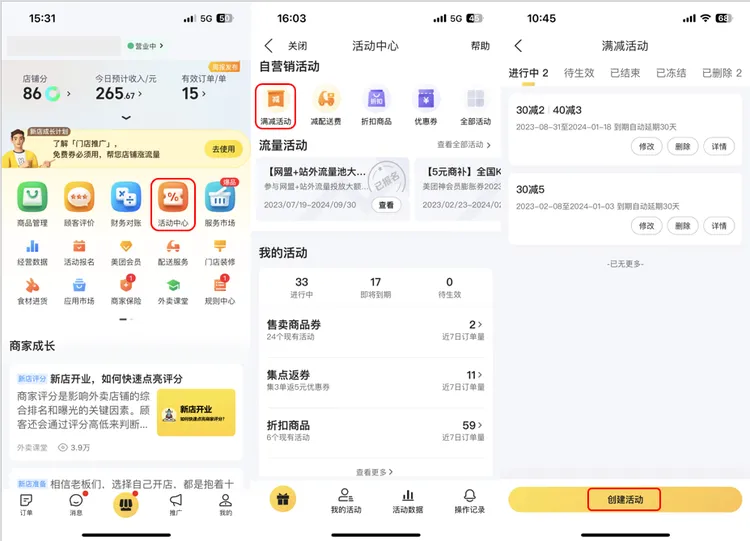 15:31
5G 50
营业中 >
周报发布
店铺分
今日预计收入/元
有效订单/单
86
265.67 >
15 >
新店成长计划
了解「门店推广」,
免费券必须用,帮您店铺涨流量
去使用
爆品
商品管理
顾客评价
财务对账
活动中心
服务市场
经营数据
活动报名
美团会员
配送服务
门店装修
1
1
食材进货
应用市场
商家保险
外卖课堂
规则中心
商家成长
新店评分 新店开业,如何快速点亮评分
商家评分是影响外卖店铺的综
合排名和曝光的关键因素。顾
客还会通过评分高低来判断...
新店开业
如何快速点亮商家评分?
外卖课堂
3.9万
新店准备 相信老板们,选择自己开店,都是抱着十
订单
消息
推广
我的
16:03
5G
关闭
活动中心
帮助
自营销活动
减
折扣
¥
满减活动
减配送费
折扣商品
优惠券
全部活动
流量活动
查看全部活动 >
【网盟+站外流量池大...
参与网盟+站外流量投放大额...
2023/07/19-2024/09/30
已报名
查看
【5元商补】全国K
美团神会员膨胀券2023
2023/02/23-2024/
我的活动
33
17
0
进行中
即将到期
待生效
售卖商品券
2 >
24个现有活动
近7日订单量
集点返券
11 >
集3单返5元优惠券
近7日订单量
折扣商品
59 >
6个现有活动
近7日订单量
查看更多 >
我的活动
活动数据
操作记录
10:45
68
满减活动
进行中 2
待生效
已结束
已冻结
已删除 2
30减2 | 40减3
2023-08-31至2024-01-18 到期自动延期30天
修改
删除
详情
30减5
2023-02-08至2024-01-03 到期自动延期30天
修改
删除
详情
-已无更多-
创建活动